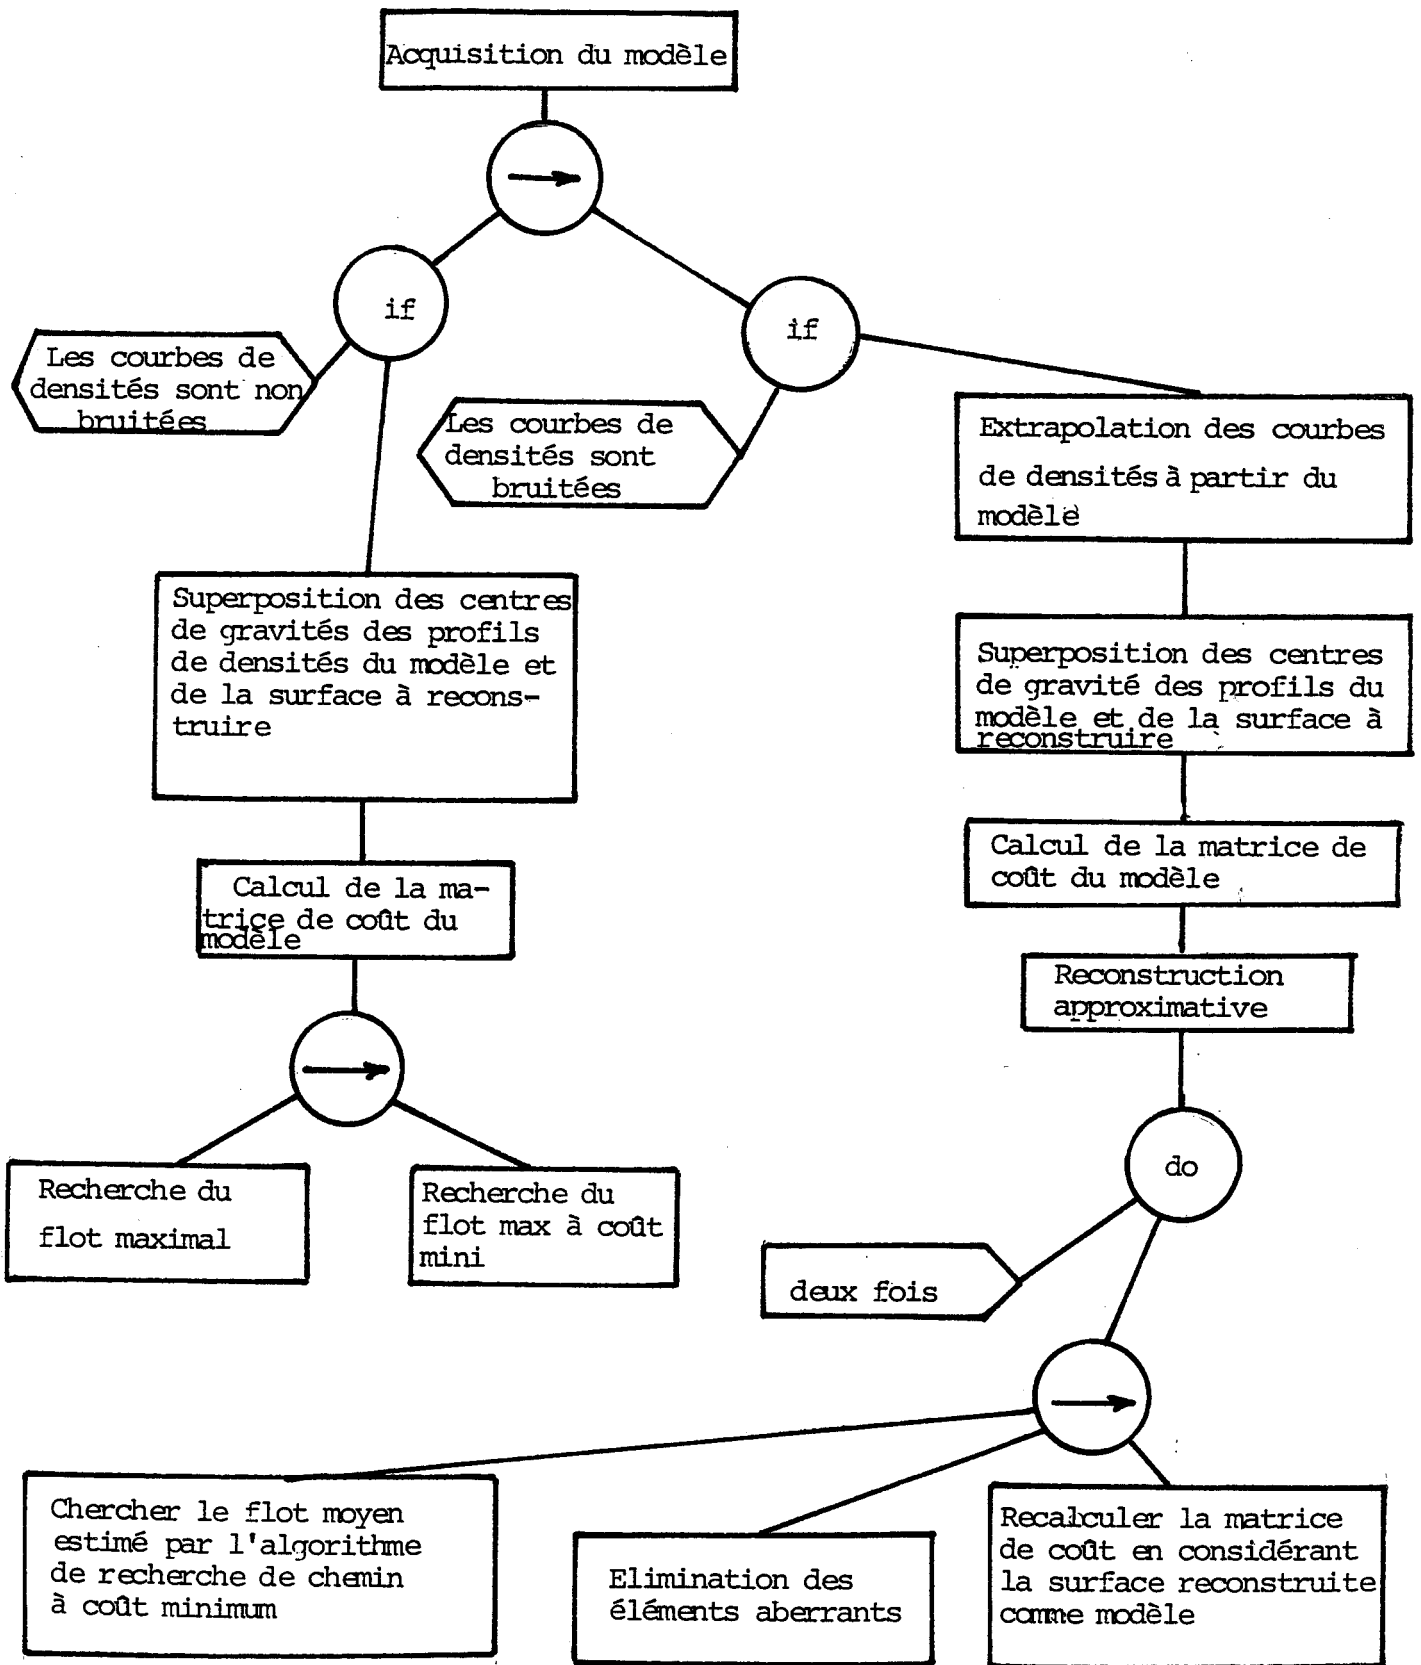 Acquisition du modèle
if
if
Les courbes de
densités sont non
bruitées
Les courbes de
densités sont
bruitées
Extrapolation des courbes
de densités à partir du
modèle
Superposition des centres
de gravités des profils
de densités du modèle et
de la surface à recons-
truire
Superposition des centres
de gravité des profils du
modèle et de la surface à
reconstruire
Calcul de la ma-
trice de coût du
modèle
Calcul de la matrice de
coût du modèle
Reconstruction
approximative
do
Recherche du
flot maximal
Recherche du
flot max à coût
mini
deux fois
Chercher le flot moyen
estimé par l'algorithme
de recherche de chemin
à coût minimum
Elimination des
éléments aberrants
Recalculer la matrice
de coût en considérant
la surface reconstruite
comme modèle